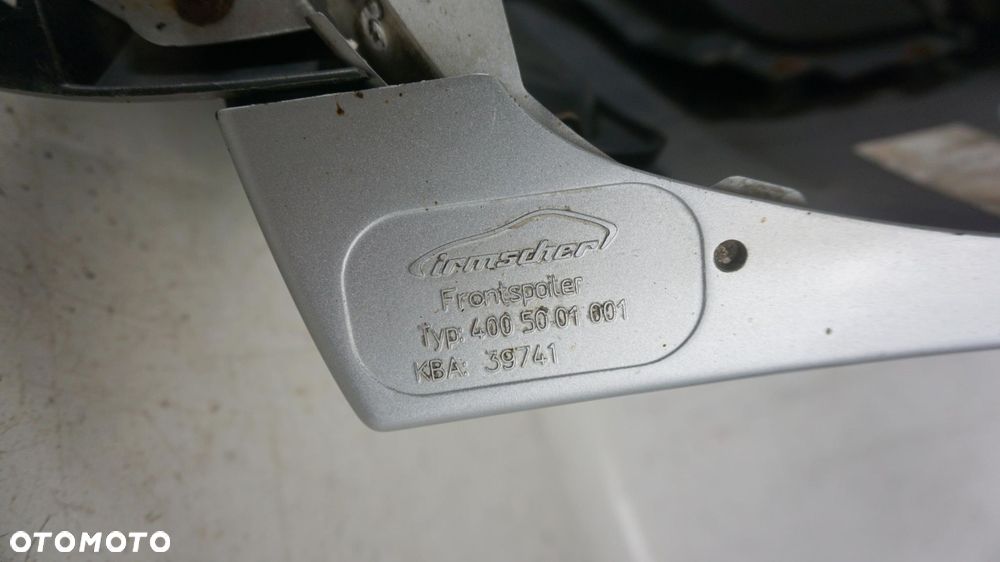 irmscher
Frontspoiler
Typ: 400 50 01 001
KBA: 39741
OTOMOTO